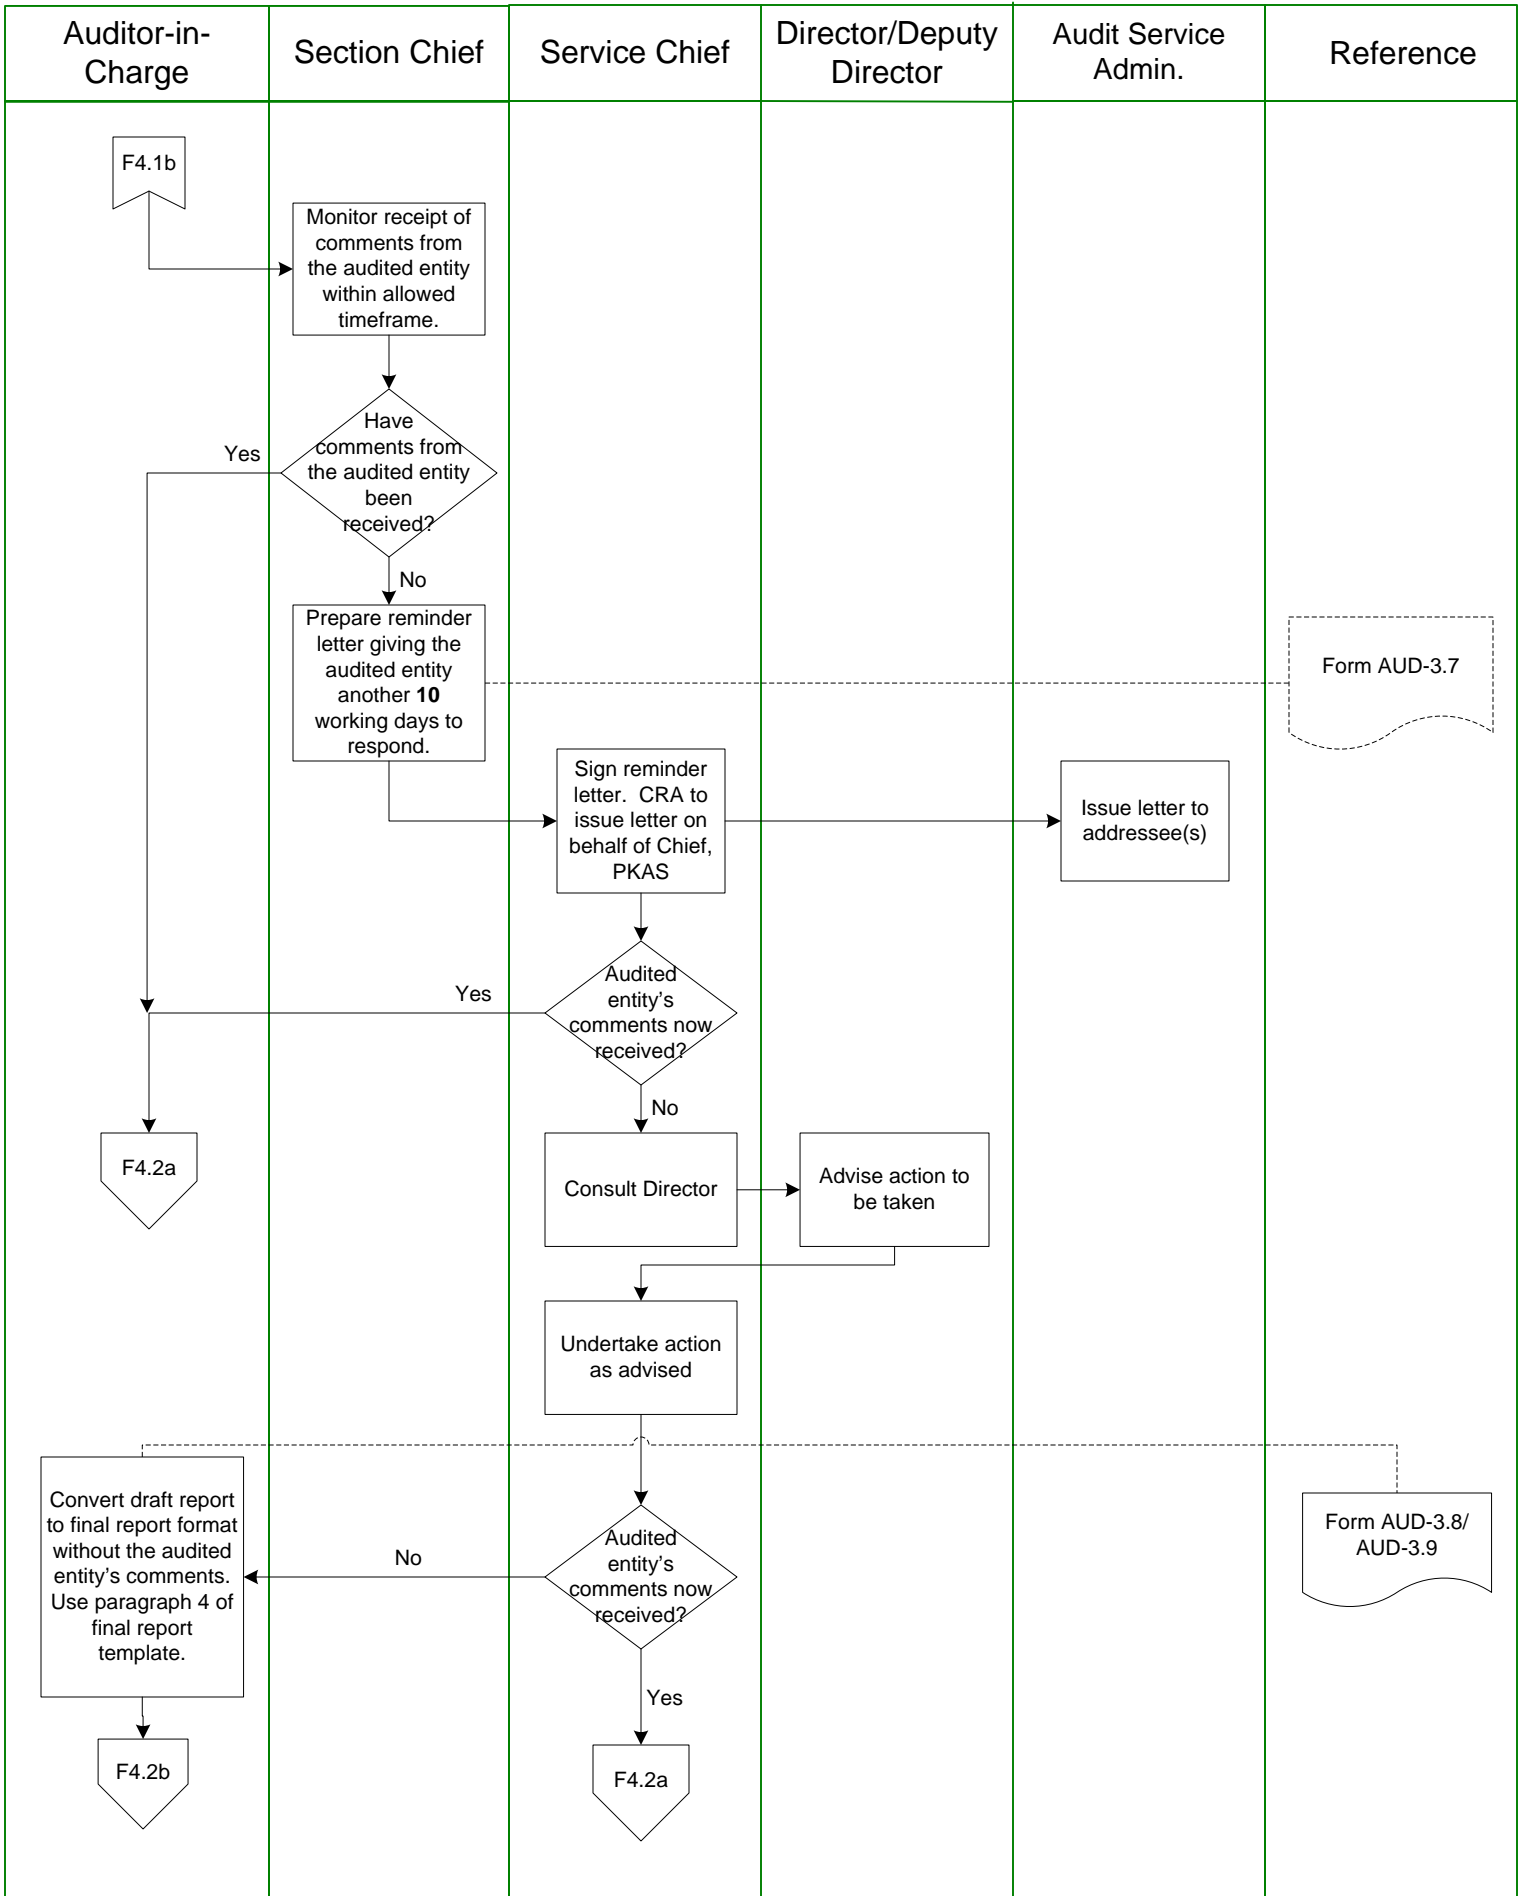 Auditor-in-
Charge
Section Chief
Service Chief
Director/Deputy
Director
Audit Service
Admin.
Reference
F4.1b
Monitor receipt of
comments from
the audited entity
within allowed
timeframe.
Have
comments from
the audited entity
been
received?
Yes
No
Prepare reminder
letter giving the
audited entity
another 10
working days to
respond.
Form AUD-3.7
Sign reminder
letter.  CRA to
issue letter on
behalf of Chief,
PKAS
Issue letter to
addressee(s)
Audited
entity’s
comments now
received?
Yes
No
F4.2a
Consult Director
Advise action to
be taken
Undertake action
as advised
Convert draft report
to final report format
without the audited
entity’s comments.
Use paragraph 4 of
final report
template.
No
Audited
entity’s
comments now
received?
Form AUD-3.8/
AUD-3.9
Yes
F4.2b
F4.2a